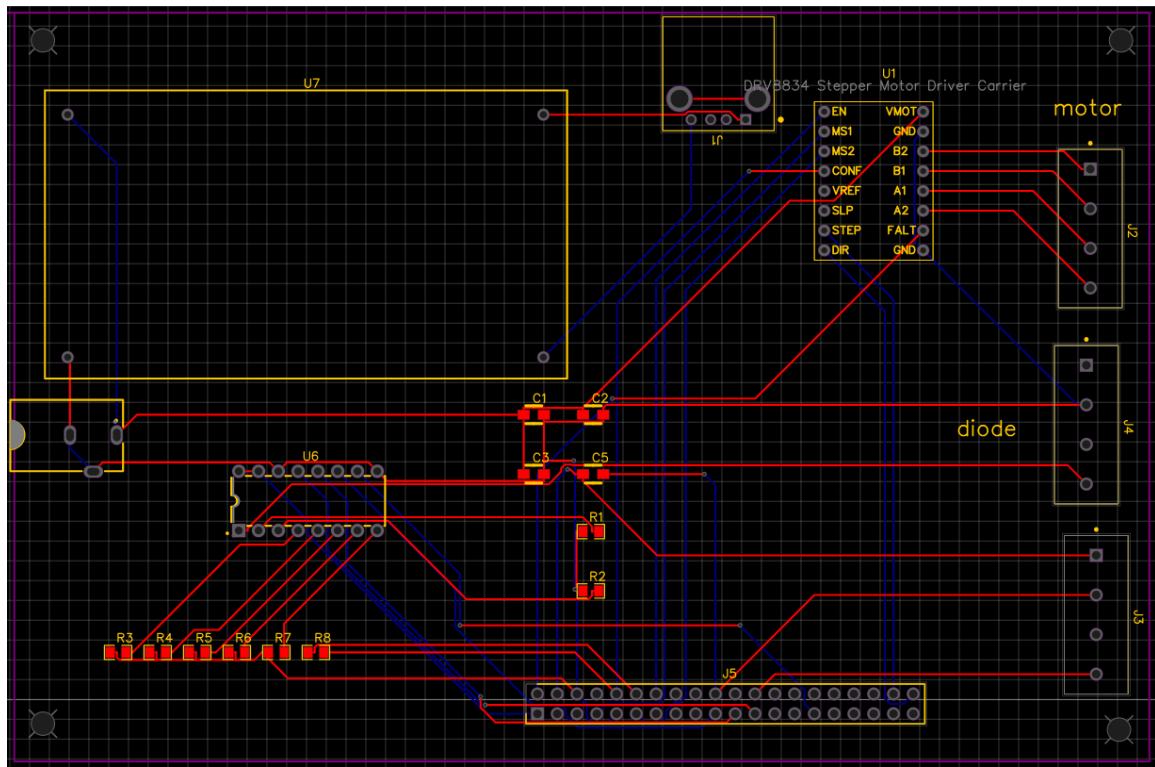 U7
U1
DRV8834 Stepper Motor Driver Carrier
EN VMOT
MS1 GND
MS2 B2
CONF B1
VREF A1
SLP A2
STEP FALT
DIR GND
J1
motor
J2
C1 C2
J4
diode
U6
C3 C5
R1
R2
J3
R3 R4 R5 R6 R7 R8
J5